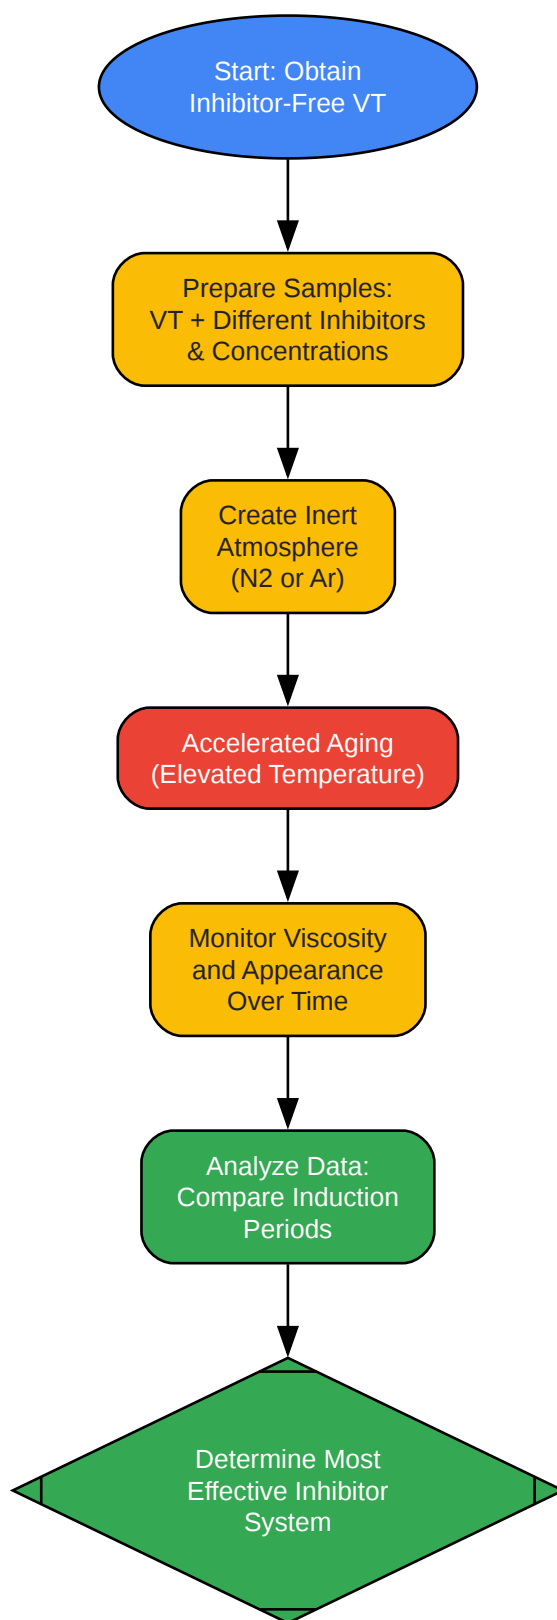 Start: Obtain
Inhibitor-Free VT
Prepare Samples:
VT + Different Inhibitors
& Concentrations
Create Inert
Atmosphere
(N2 or Ar)
Accelerated Aging
(Elevated Temperature)
Monitor Viscosity
and Appearance
Over Time
Analyze Data:
Compare Induction
Periods
Determine Most
Effective Inhibitor
System